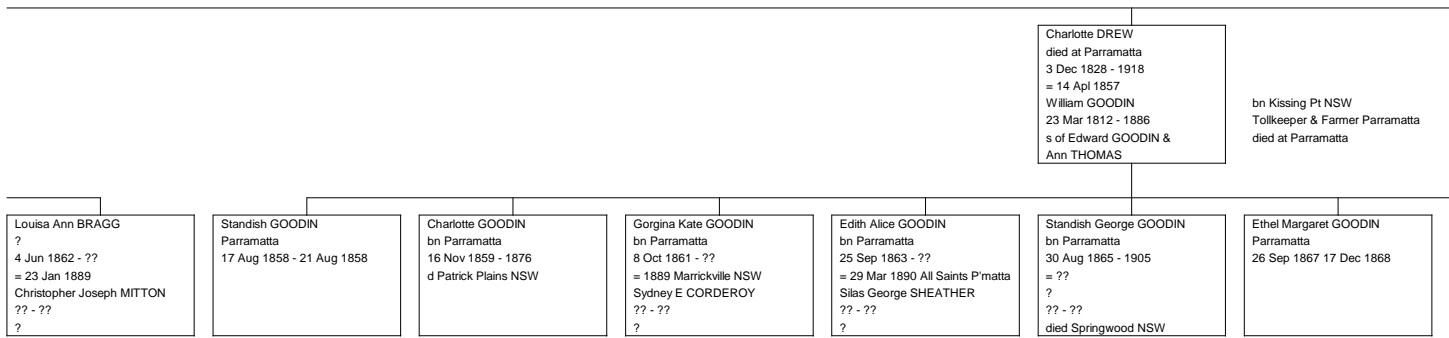 Charlotte DREW
died at Parramatta
3 Dec 1828 - 1918
= 14 Apl 1857
William GOODIN
23 Mar 1812 - 1886
s of Edward GOODIN &
Ann THOMAS
bn Kissing Pt NSW
Tollkeeper & Farmer Parramatta
died at Parramatta
Louisa Ann BRAGG
?
4 Jun 1862 - ??
= 23 Jan 1889
Christopher Joseph MITTON
?? - ??
?
Standish GOODIN
Parramatta
17 Aug 1858 - 21 Aug 1858
Charlotte GOODIN
bn Parramatta
16 Nov 1859 - 1876
d Patrick Plains NSW
Gorgina Kate GOODIN
bn Parramatta
8 Oct 1861 - ??
= 1889 Marrickville NSW
Sydney E CORDEROY
?? - ??
?
Edith Alice GOODIN
bn Parramatta
25 Sep 1863 - ??
= 29 Mar 1890 All Saints P'matta
Silas George SHEATHER
?? - ??
?
Standish George GOODIN
bn Parramatta
30 Aug 1865 - 1905
= ??
?
?? - ??
died Springwood NSW
Ethel Margaret GOODIN
Parramatta
26 Sep 1867 17 Dec 1868